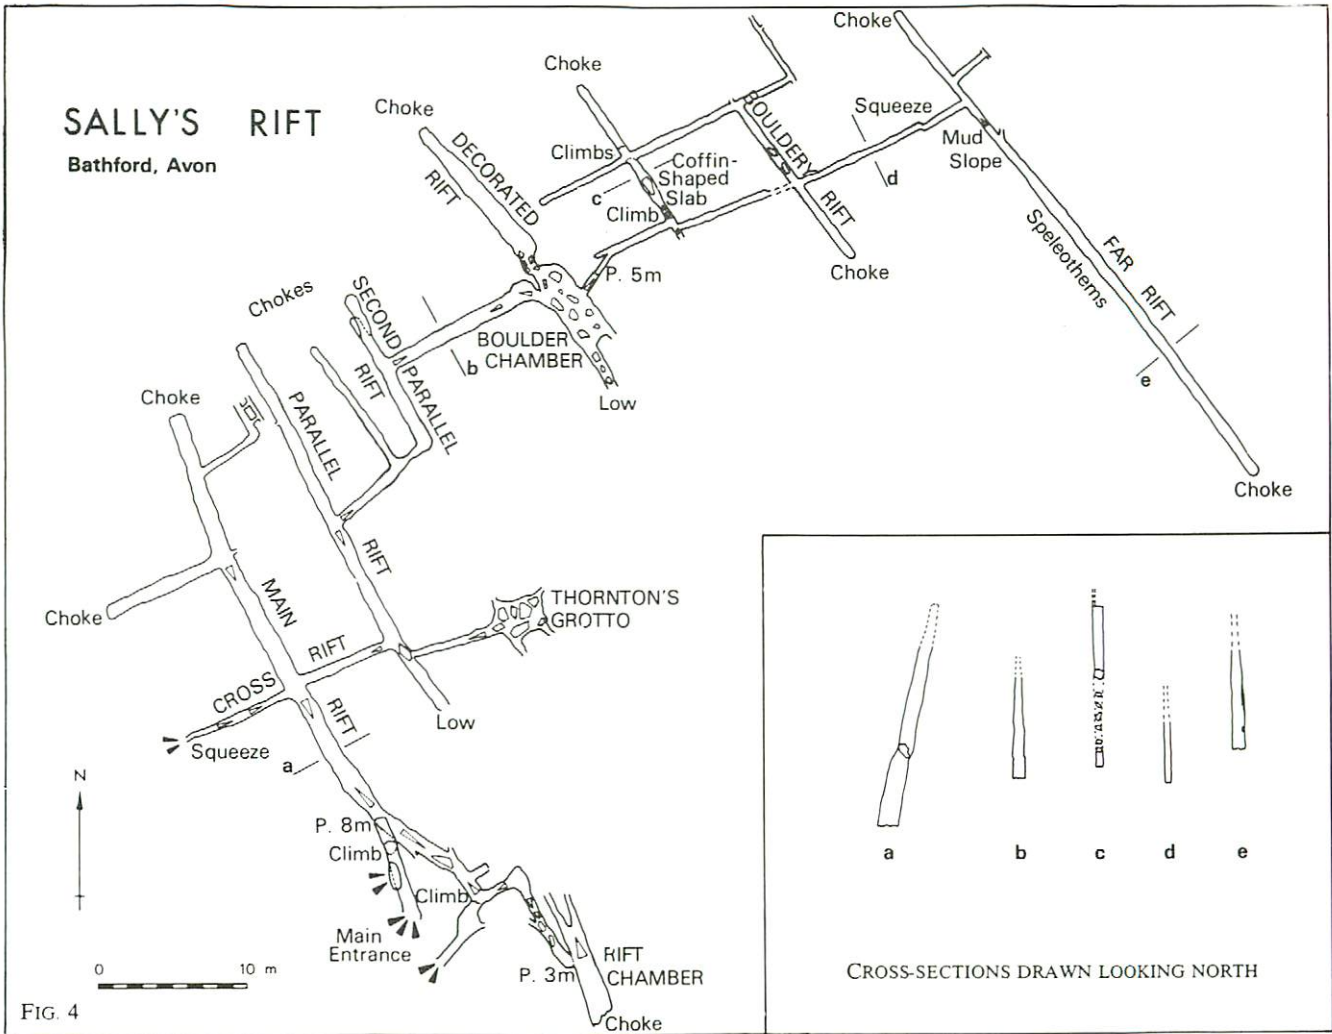 SALLY'S RIFT
Bathford, Avon
Choke
Choke
Choke
DECORATED
RIFT
Climbs
c
Coffin-
Shaped
Slab
Climb
BOULDERY
RIFT
Squeeze
d
Choke
Mud
Slope
Speleothems
FAR
RIFT
e
Choke
P. 5m
Chokes
SECOND
PARALLEL
RIFT
b
BOULDER
CHAMBER
Low
Choke
PARALLEL
RIFT
MAIN
RIFT
Choke
THORNTON'S
GROTTO
CROSS
RIFT
Low
Squeeze
a
N
P. 8m
Climb
Climb
Main
Entrance
P. 3m
RIFT
CHAMBER
Choke
0 10 m
FIG. 4
a b c d e
CROSS-SECTIONS DRAWN LOOKING NORTH